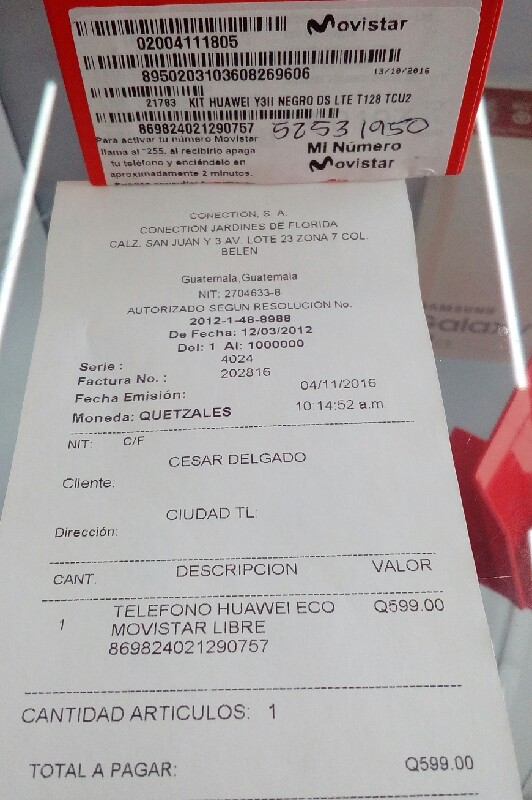 Movistar
02004111805
8950203103608269606
13/10/2016
21783 KIT HUAWEI Y3II NEGRO DS LTE T128 TCU2
869824021290757 52531950
Para activar tu número Movistar
llama al *255, al recibirlo apaga
tu teléfono y enciéndelo en
aproximadamente 2 minutos.
Mi Número
Movistar
CONECTION, S. A.
CONECTION JARDINES DE FLORIDA
CALZ. SAN JUAN Y 3 AV. LOTE 23 ZONA 7 COL.
BELEN
Guatemala,Guatemala
NIT: 2704633-8
AUTORIZADO SEGUN RESOLUCIÓN No.
2012-1-48-8988
De Fecha: 12/03/2012
Del: 1 Al: 1000000
Serie : 4024
Factura No. : 202816
Fecha Emisión: 04/11/2016
Moneda: QUETZALES 10:14:52 a.m
NIT: C/F
CESAR DELGADO
Cliente:
CIUDAD TL:
Dirección:
CANT. DESCRIPCION VALOR
1 TELEFONO HUAWEI ECO Q599.00
MOVISTAR LIBRE
869824021290757
CANTIDAD ARTICULOS: 1
TOTAL A PAGAR: Q599.00
SAMSUNG
Galax